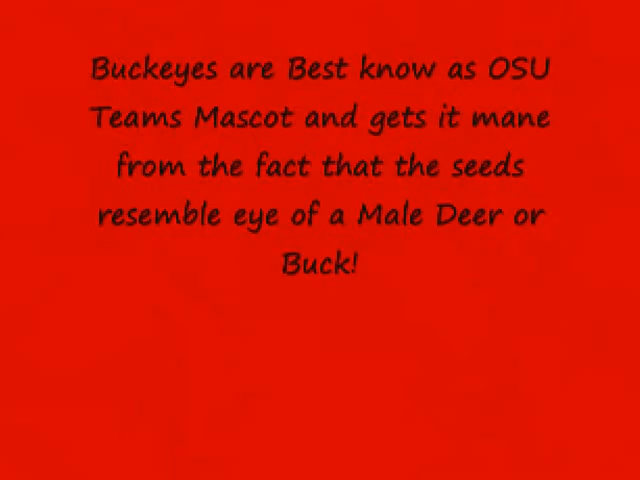 Buckeyes are Best know as OSU
Teams Mascot and gets it mane
from the fact that the seeds
resemble eye of a Male Deer or
Buck!